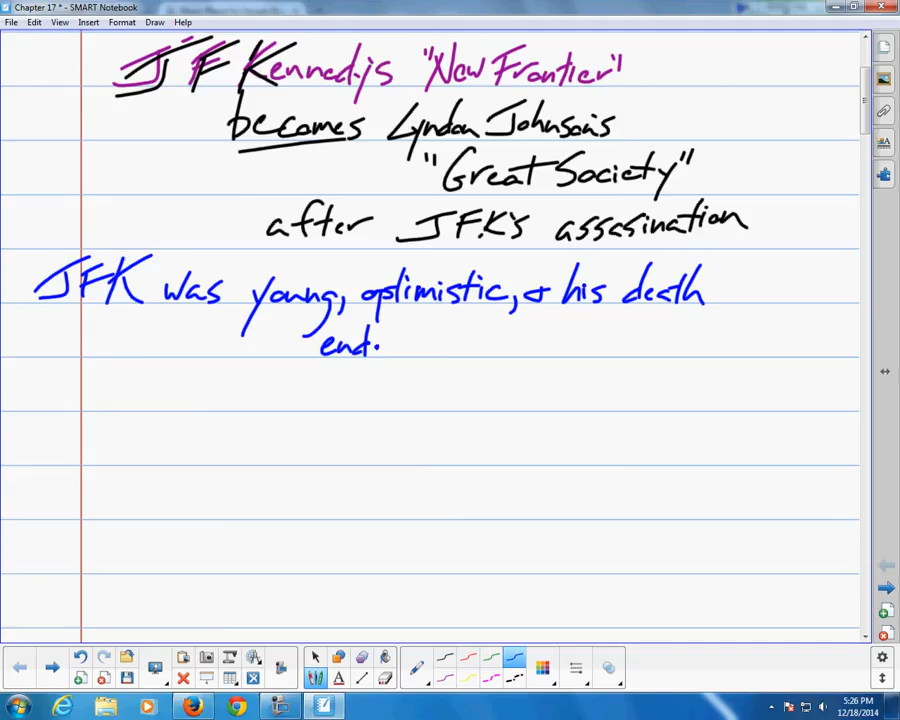 Chapter 17 * - SMART Notebook
File Edit View Insert Format Draw Help
JFKennedy's "New Frontier"
becomes Lyndon Johnson's
"Great Society"
after JFK's assasination
JFK was young, optimistic, & his death
end.
5:26 PM
12/18/2014